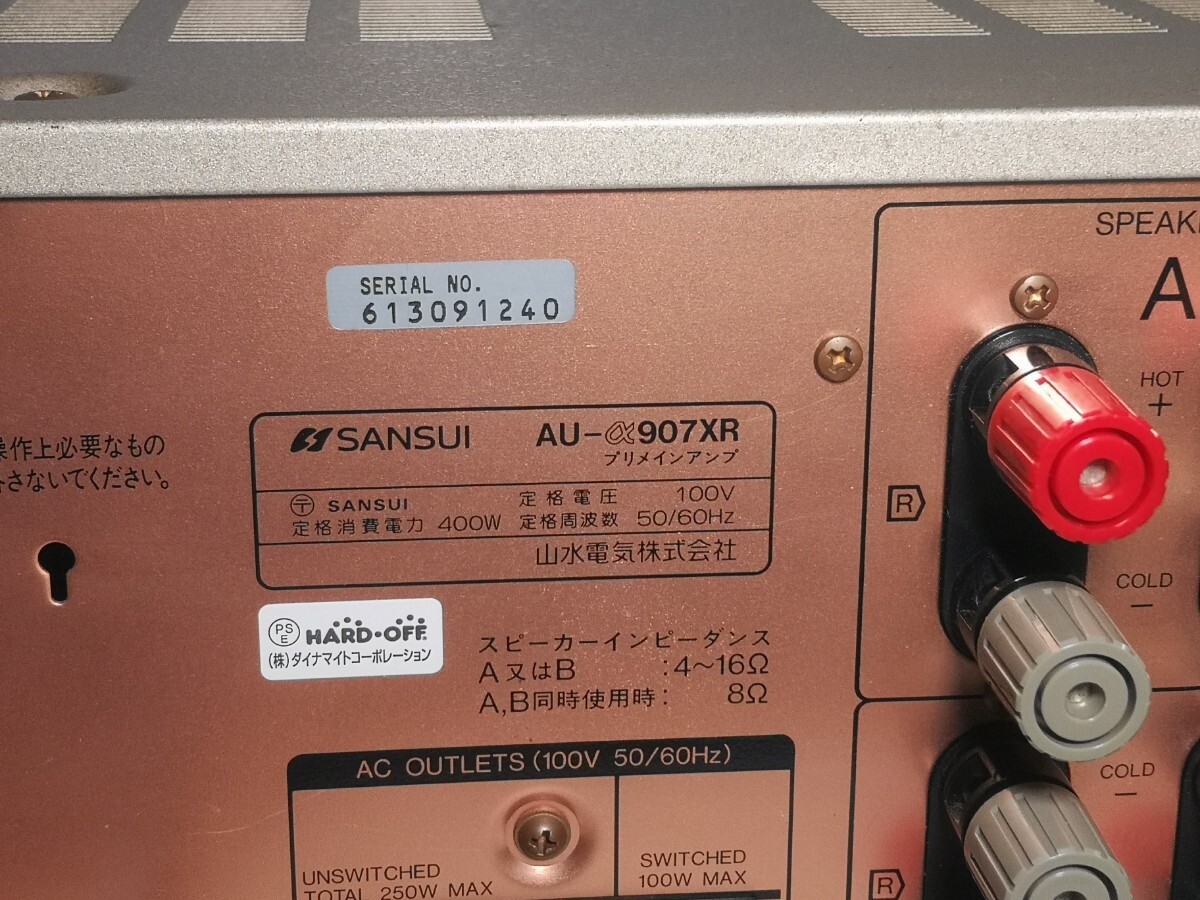 SERIAL NO.
613091240
操作上必要なもの
さないでください。
SANSUI AU-α907XR
プリメインアンプ
〒 SANSUI 定格電圧 100V
定格消費電力 400W 定格周波数 50/60Hz
山水電気株式会社
PS E HARD・OFF
(株)ダイナマイトコーポレーション
スピーカーインピーダンス
A又はB :4~16Ω
A,B同時使用時: 8Ω
AC OUTLETS (100V 50/60Hz)
UNSWITCHED
TOTAL 250W MAX
SWITCHED
100W MAX
A
HOT
+
R
COLD
−
COLD
−
R